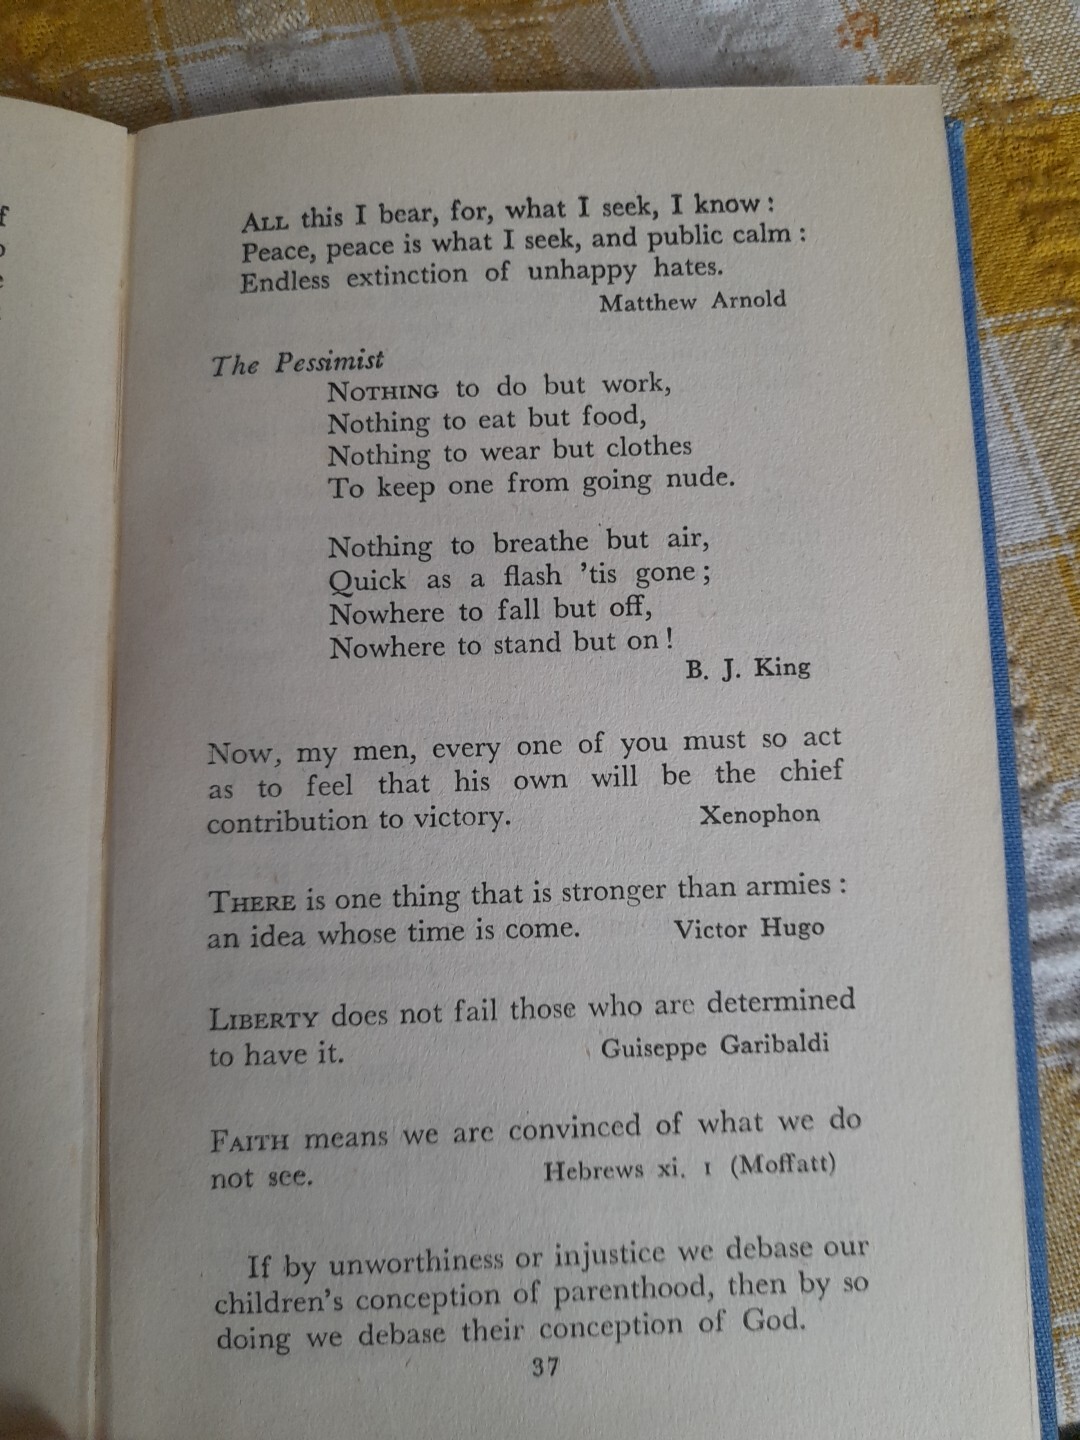 ALL this I bear, for, what I seek, I know :
Peace, peace is what I seek, and public calm :
Endless extinction of unhappy hates.
Matthew Arnold
The Pessimist
NOTHING to do but work,
Nothing to eat but food,
Nothing to wear but clothes
To keep one from going nude.
Nothing to breathe but air,
Quick as a flash 'tis gone ;
Nowhere to fall but off,
Nowhere to stand but on !
B. J. King
Now, my men, every one of you must so act
as to feel that his own will be the chief
contribution to victory. Xenophon
THERE is one thing that is stronger than armies :
an idea whose time is come. Victor Hugo
LIBERTY does not fail those who are determined
to have it. Guiseppe Garibaldi
FAITH means we are convinced of what we do
not see. Hebrews xi. 1 (Moffatt)
If by unworthiness or injustice we debase our
children's conception of parenthood, then by so
doing we debase their conception of God.
37